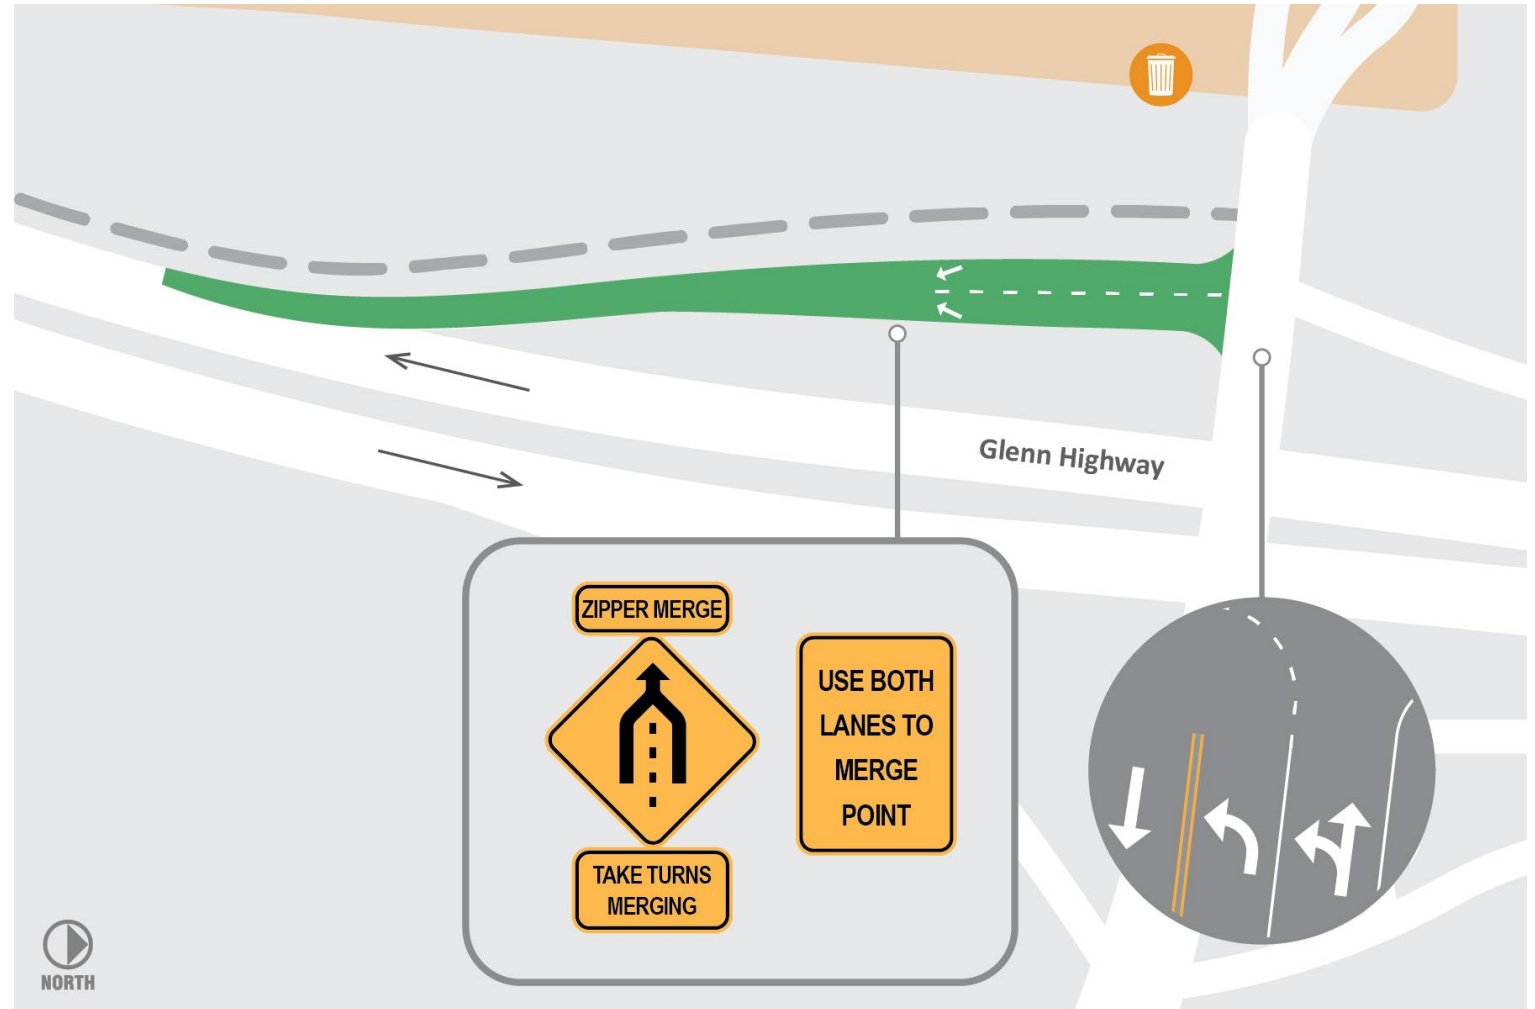 Glenn Highway
ZIPPER MERGE
TAKE TURNS
MERGING
USE BOTH
LANES TO
MERGE
POINT
NORTH